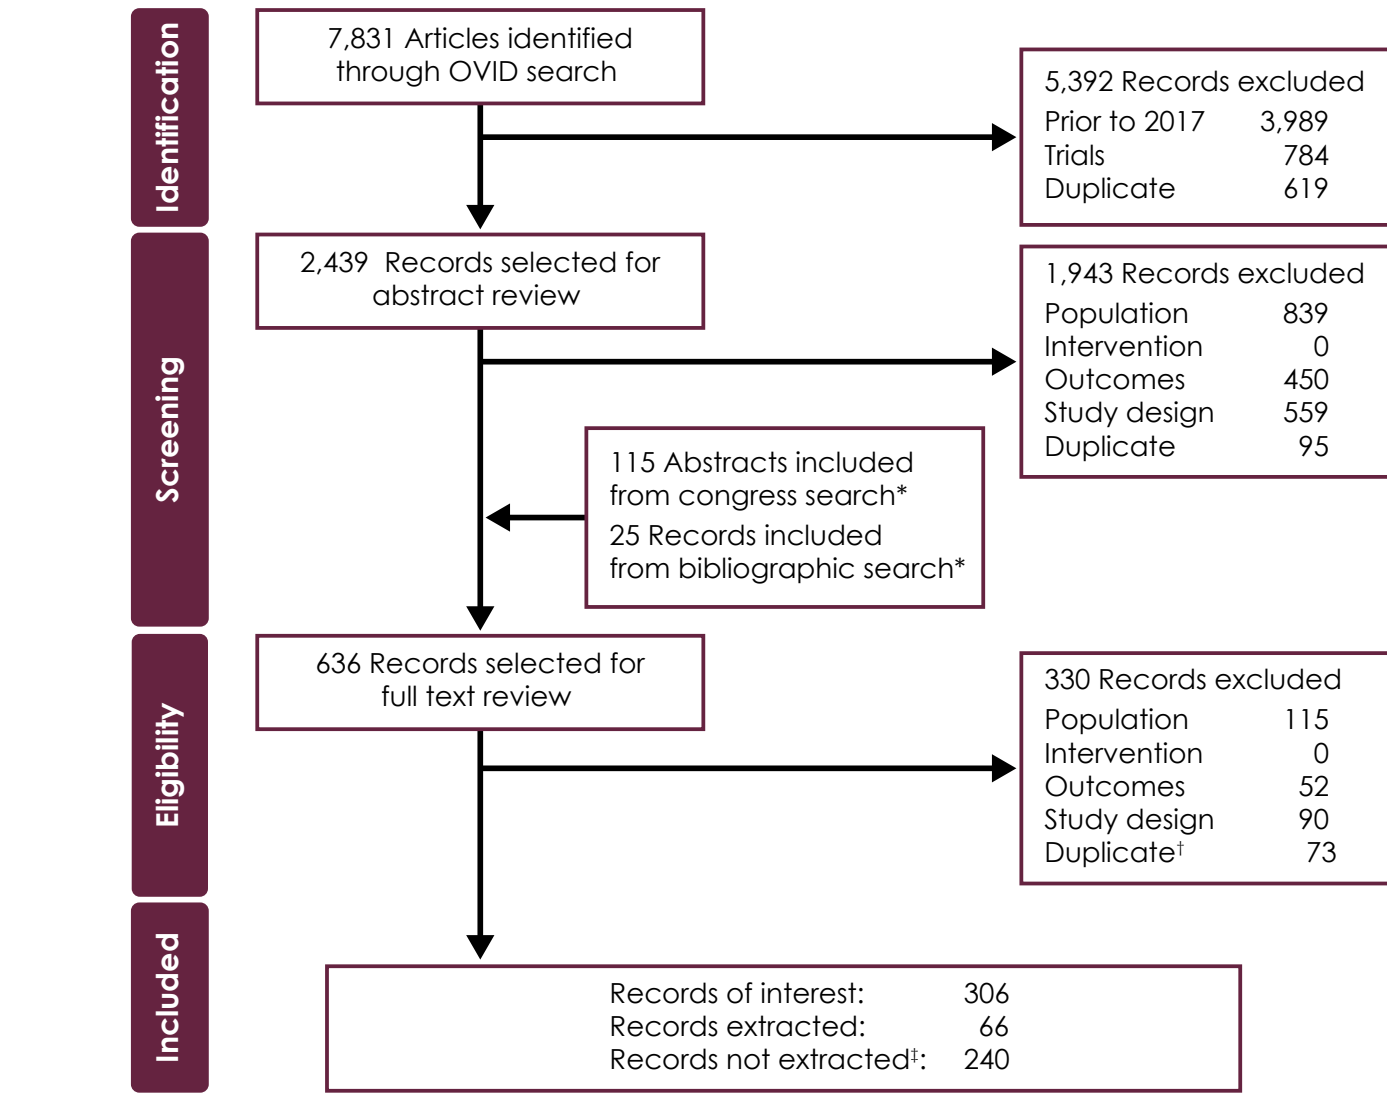 Identification
7,831 Articles identified
through OVID search
5,392 Records excluded
Prior to 2017 3,989
Trials 784
Duplicate 619
Screening
2,439 Records selected for
abstract review
1,943 Records excluded
Population 839
Intervention 0
Outcomes 450
Study design 559
Duplicate 95
115 Abstracts included
from congress search*
25 Records included
from bibliographic search*
Eligibility
636 Records selected for
full text review
330 Records excluded
Population 115
Intervention 0
Outcomes 52
Study design 90
Duplicate† 73
Included
Records of interest: 306
Records extracted: 66
Records not extracted‡: 240